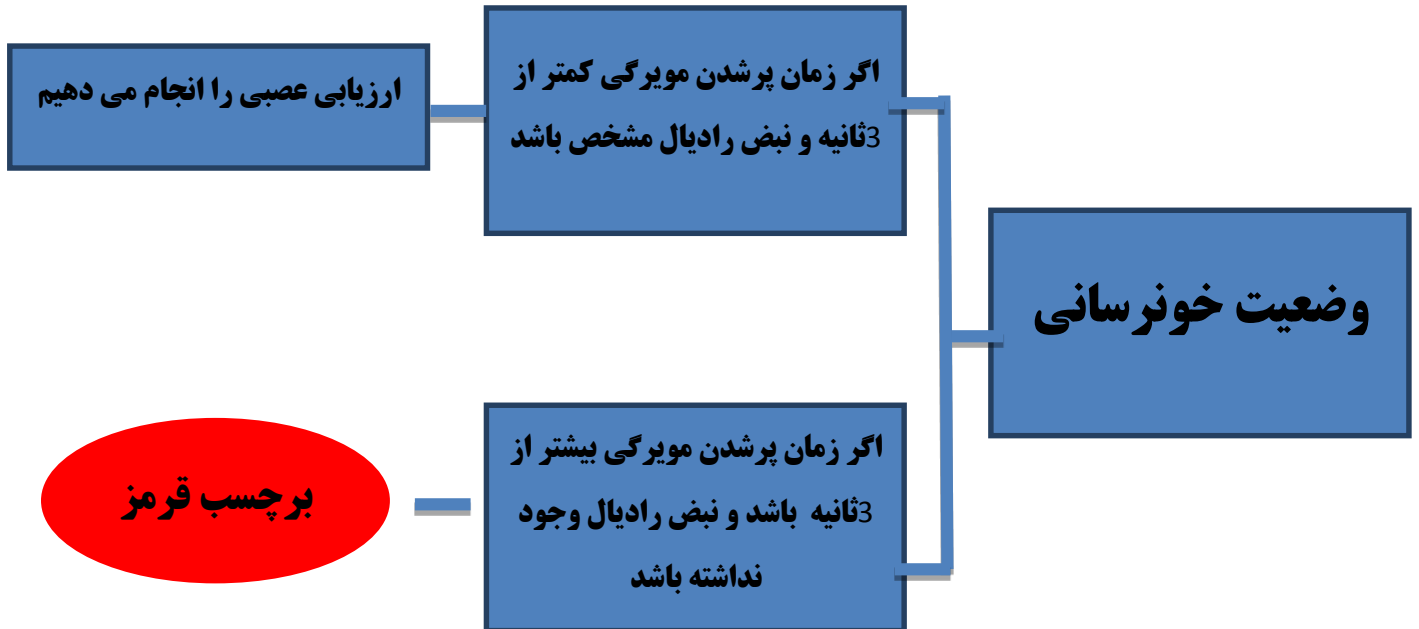 وضعیت خونرسانی
اگر زمان پرشدن مویرگی کمتر از
3ثانیه و نبض رادیال مشخص باشد
ارزیابی عصبی را انجام می دهیم
اگر زمان پرشدن مویرگی بیشتر از
3ثانیه باشد و نبض رادیال وجود
نداشته باشد
برچسب قرمز